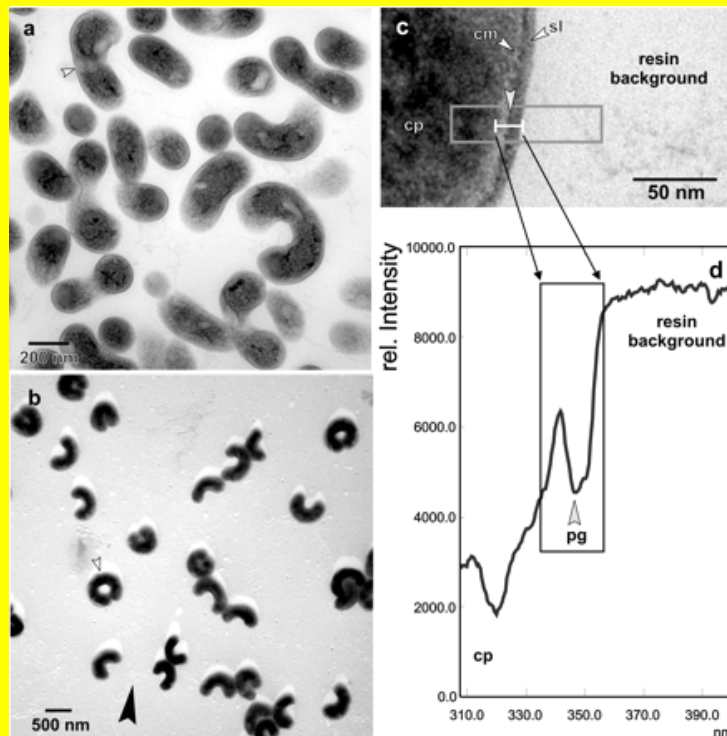 a
200 nm
b
500 nm
c
cm
sl
resin
background
cp
50 nm
d
rel. Intensity
10000.0
8000.0
6000.0
4000.0
2000.0
0.0
resin
background
pg
cp
310.0 330.0 350.0 370.0 390.0